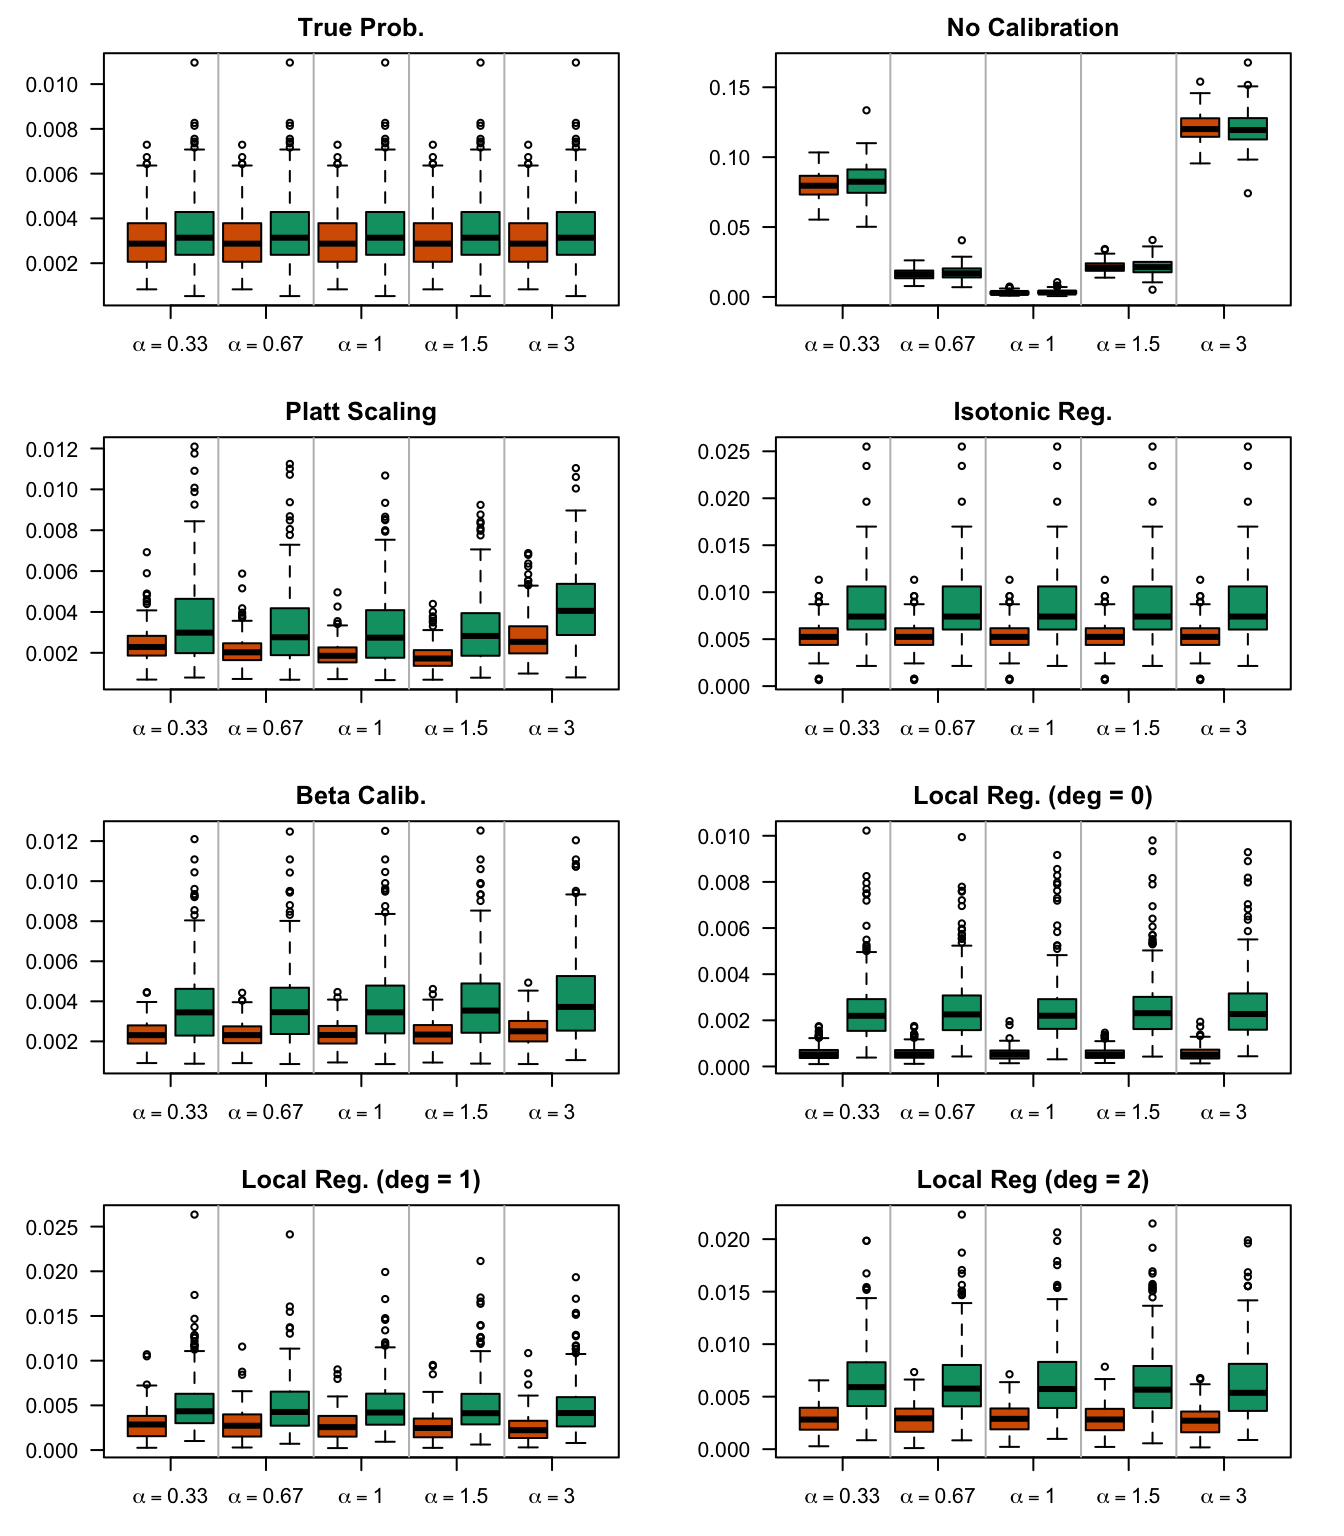 True Prob.
0.010
0.008
0.006
0.004
0.002
α = 0.33 α = 0.67 α = 1 α = 1.5 α = 3
No Calibration
0.15
0.10
0.05
0.00
α = 0.33 α = 0.67 α = 1 α = 1.5 α = 3
Platt Scaling
0.012
0.010
0.008
0.006
0.004
0.002
α = 0.33 α = 0.67 α = 1 α = 1.5 α = 3
Isotonic Reg.
0.025
0.020
0.015
0.010
0.005
0.000
α = 0.33 α = 0.67 α = 1 α = 1.5 α = 3
Beta Calib.
0.012
0.010
0.008
0.006
0.004
0.002
α = 0.33 α = 0.67 α = 1 α = 1.5 α = 3
Local Reg. (deg = 0)
0.010
0.008
0.006
0.004
0.002
0.000
α = 0.33 α = 0.67 α = 1 α = 1.5 α = 3
Local Reg. (deg = 1)
0.025
0.020
0.015
0.010
0.005
0.000
α = 0.33 α = 0.67 α = 1 α = 1.5 α = 3
Local Reg (deg = 2)
0.020
0.015
0.010
0.005
0.000
α = 0.33 α = 0.67 α = 1 α = 1.5 α = 3